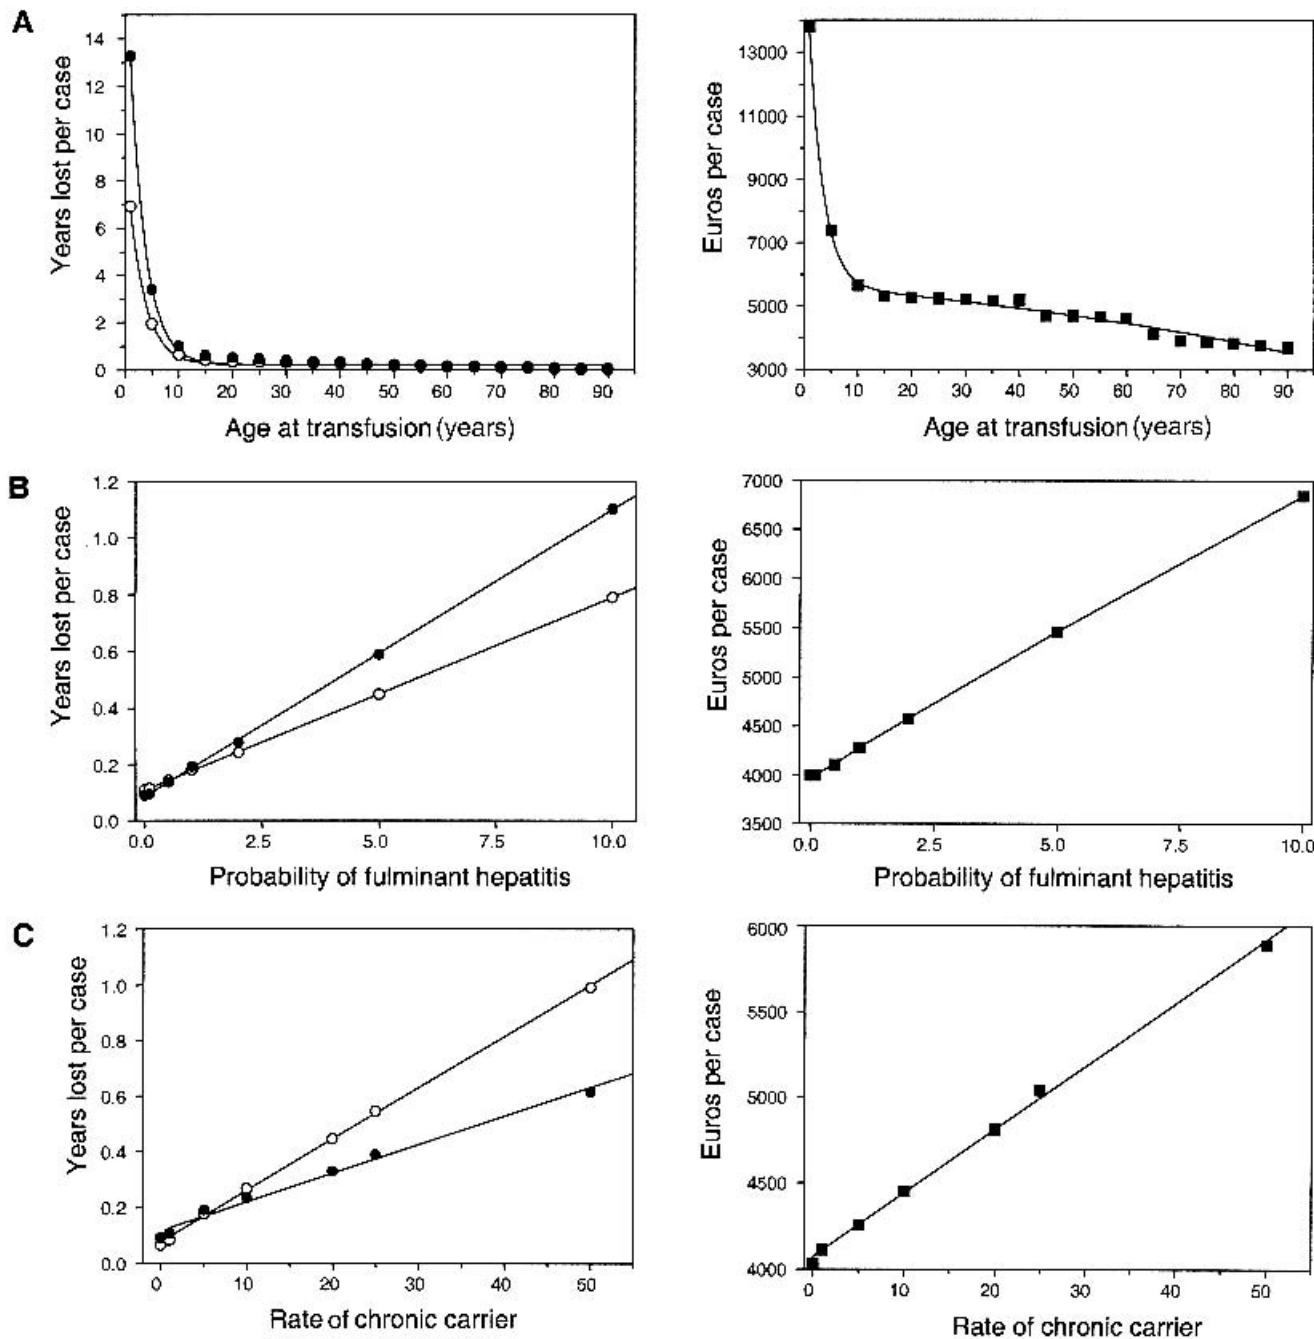 A
14
12
10
8
6
4
2
0
Years lost per case
0 10 20 30 40 50 60 70 80 90
Age at transfusion (years)
13000
11000
9000
7000
5000
3000
Euros per case
0 10 20 30 40 50 60 70 80 90
Age at transfusion (years)
B
1.2
1.0
0.8
0.6
0.4
0.2
0.0
Years lost per case
0.0 2.5 5.0 7.5 10.0
Probability of fulminant hepatitis
7000
6500
6000
5500
5000
4500
4000
3500
Euros per case
0.0 2.5 5.0 7.5 10.0
Probability of fulminant hepatitis
C
1.2
1.0
0.8
0.6
0.4
0.2
0.0
Years lost per case
0 10 20 30 40 50
Rate of chronic carrier
6000
5500
5000
4500
4000
Euros per case
0 10 20 30 40 50
Rate of chronic carrier